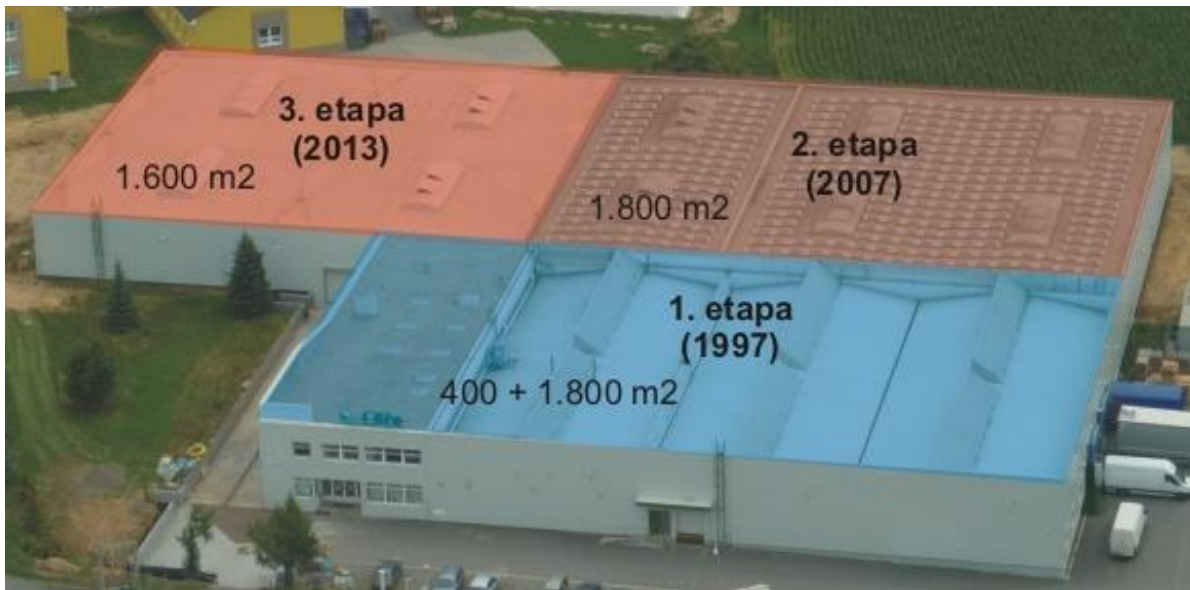 3. etapa
(2013)
1.600 m2
2. etapa
(2007)
1.800 m2
1. etapa
(1997)
400 + 1.800 m2